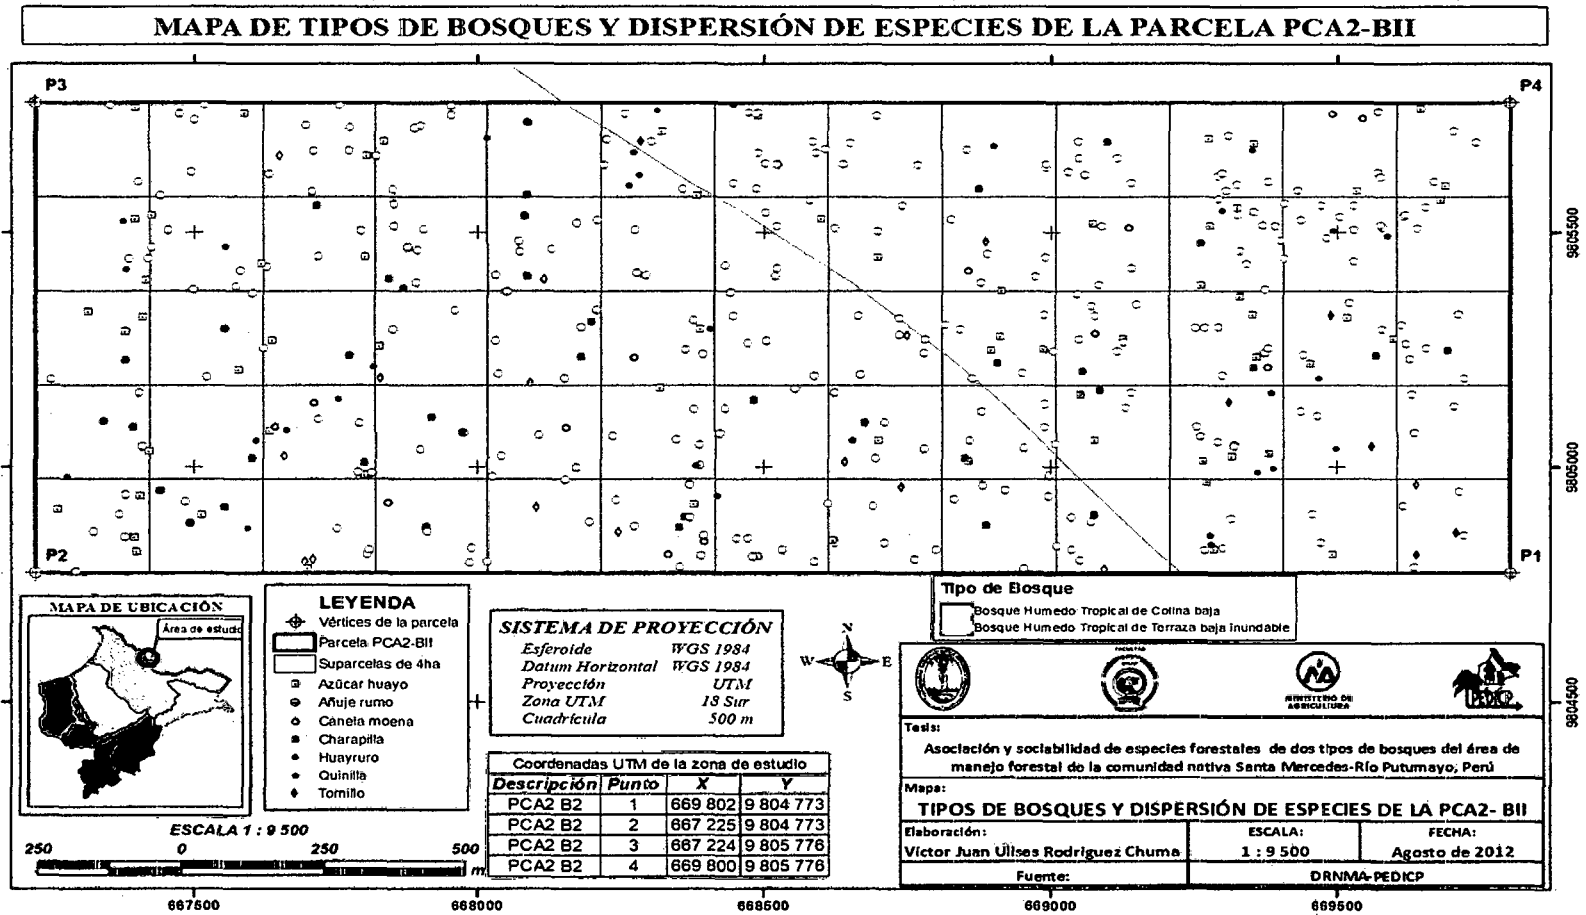 MAPA DE TIPOS DE BOSQUES Y DISPERSIÓN DE ESPECIES DE LA PARCELA PCA2-BII
P3
P4
9805500
9805000
P2
P1
9804500
MAPA DE UBICACIÓN
Área de estudio
LEYENDA
Vértices de la parcela
Parcela PCA2-BII
Suparcelas de 4ha
Azúcar huayo
Añuje rumo
Canela moena
Charapilla
Huayruro
Quinilla
Tornillo
ESCALA 1 : 9 500
250 0 250 500
m
SISTEMA DE PROYECCIÓN
Esferoide WGS 1984
Datum Horizontal WGS 1984
Proyección UTM
Zona UTM 18 Sur
Cuadrícula 500 m
N
W E
S
Coordenadas UTM de la zona de estudio
Descripción Punto X Y
PCA2 B2 1 669 802 9 804 773
PCA2 B2 2 667 225 9 804 773
PCA2 B2 3 667 224 9 805 776
PCA2 B2 4 669 800 9 805 776
Tipo de Bosque
Bosque Humedo Tropical de Colina baja
Bosque Humedo Tropical de Terraza baja inundable
MINISTERIO DE
AGRICULTURA
PEDICP
Tesis:
Asociación y sociabilidad de especies forestales de dos tipos de bosques del área de
manejo forestal de la comunidad nativa Santa Mercedes-Río Putumayo, Perú
Mapa:
TIPOS DE BOSQUES Y DISPERSIÓN DE ESPECIES DE LA PCA2- BII
Elaboración:
Víctor Juan Ulises Rodriguez Chuma
ESCALA:
1 : 9 500
FECHA:
Agosto de 2012
Fuente: DRNMA-PEDICP
667500 668000 668500 669000 669500